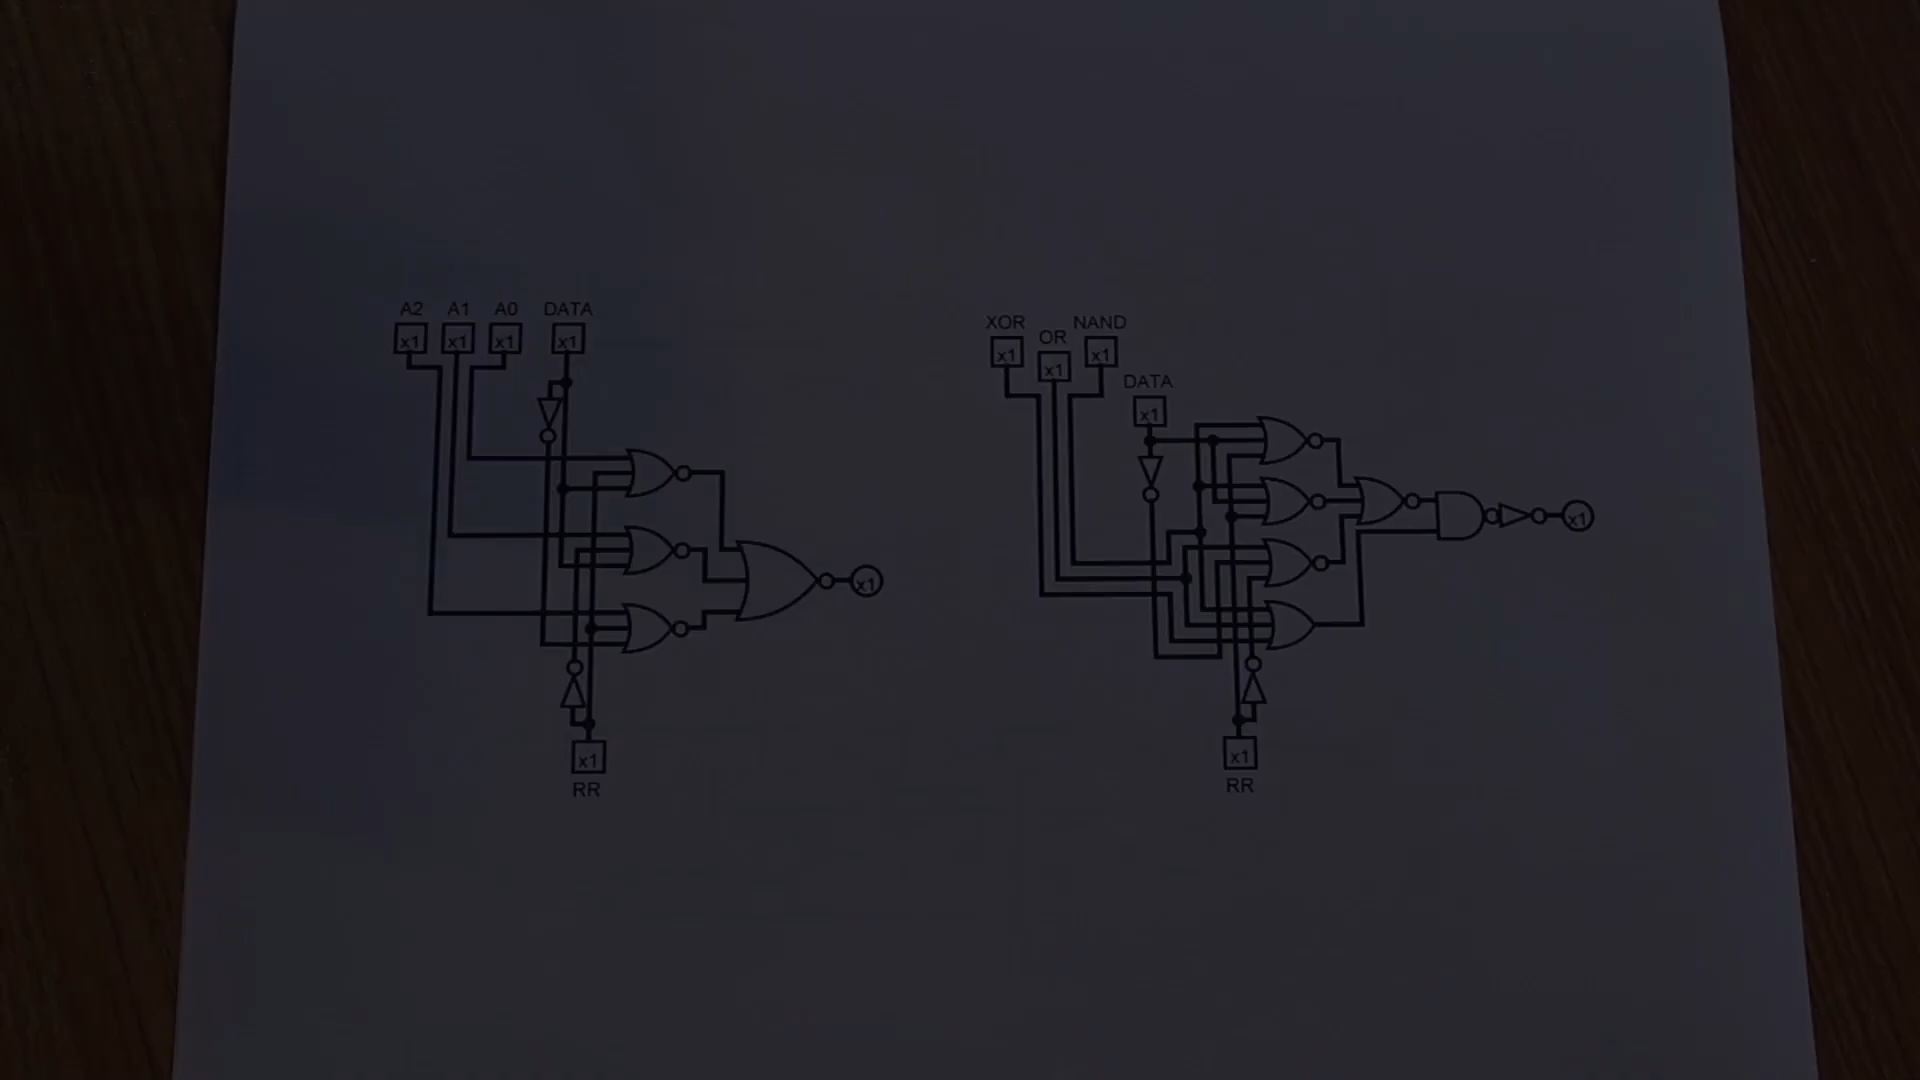 A2 A1 A0 DATA
x1 x1 x1 x1
x1
x1
RR
XOR OR NAND
x1 x1 x1
DATA
x1
x1
x1
RR